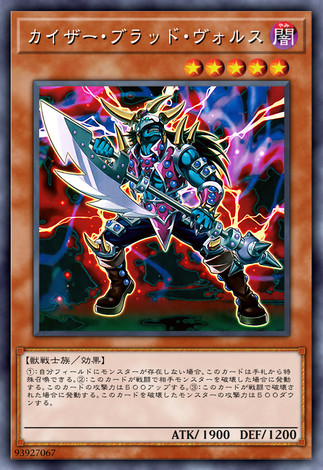 カイザー・ブラッド・ヴォルス
闇
やみ
【獣戦士族／効果】
①：自分フィールドにモンスターが存在しない場合、このカードは手札から特
殊召喚できる。②：このカードが戦闘で相手モンスターを破壊した場合に発動
する。このカードの攻撃力は５００アップする。③：このカードが戦闘で破壊さ
れた場合に発動する。このカードを破壊したモンスターの攻撃力は５００ダウ
ンする。
ATK/ 1900 DEF/1200
93927067